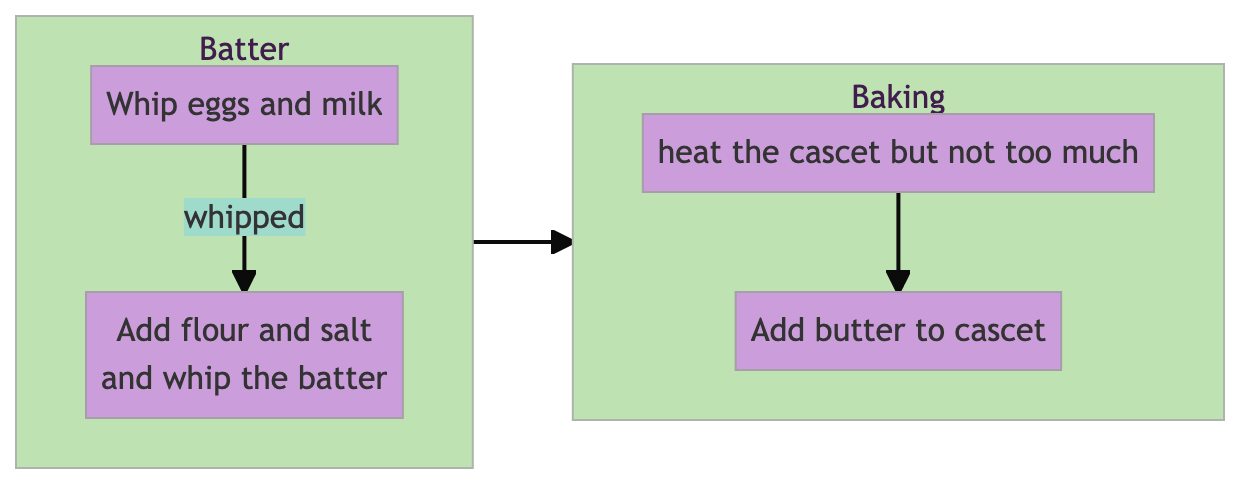 Batter
Whip eggs and milk
whipped
Add flour and salt
and whip the batter
Baking
heat the cascet but not too much
Add butter to cascet